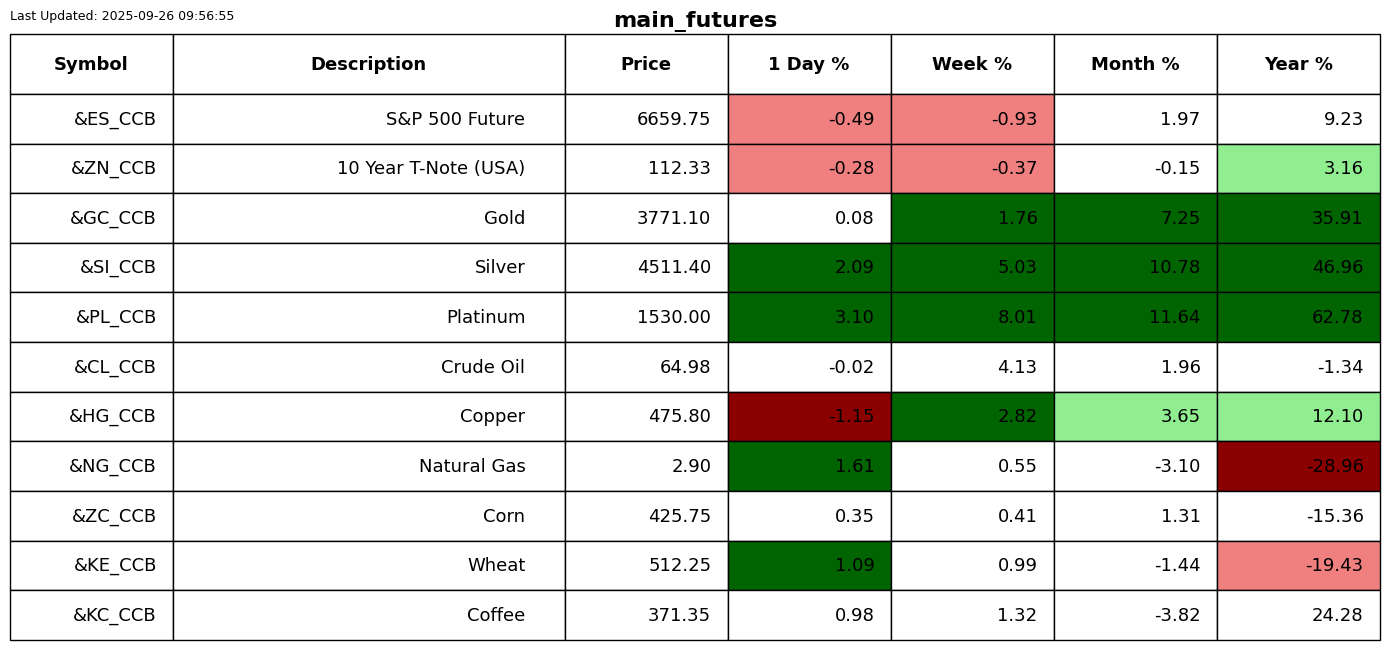 Last Updated: 2025-09-26 09:56:55
main_futures
Symbol Description Price 1 Day % Week % Month % Year %
&ES_CCB S&P 500 Future 6659.75 -0.49 -0.93 1.97 9.23
&ZN_CCB 10 Year T-Note (USA) 112.33 -0.28 -0.37 -0.15 3.16
&GC_CCB Gold 3771.10 0.08 1.76 7.25 35.91
&SI_CCB Silver 4511.40 2.09 5.03 10.78 46.96
&PL_CCB Platinum 1530.00 3.10 8.01 11.64 62.78
&CL_CCB Crude Oil 64.98 -0.02 4.13 1.96 -1.34
&HG_CCB Copper 475.80 -1.15 2.82 3.65 12.10
&NG_CCB Natural Gas 2.90 1.61 0.55 -3.10 -28.96
&ZC_CCB Corn 425.75 0.35 0.41 1.31 -15.36
&KE_CCB Wheat 512.25 1.09 0.99 -1.44 -19.43
&KC_CCB Coffee 371.35 0.98 1.32 -3.82 24.28